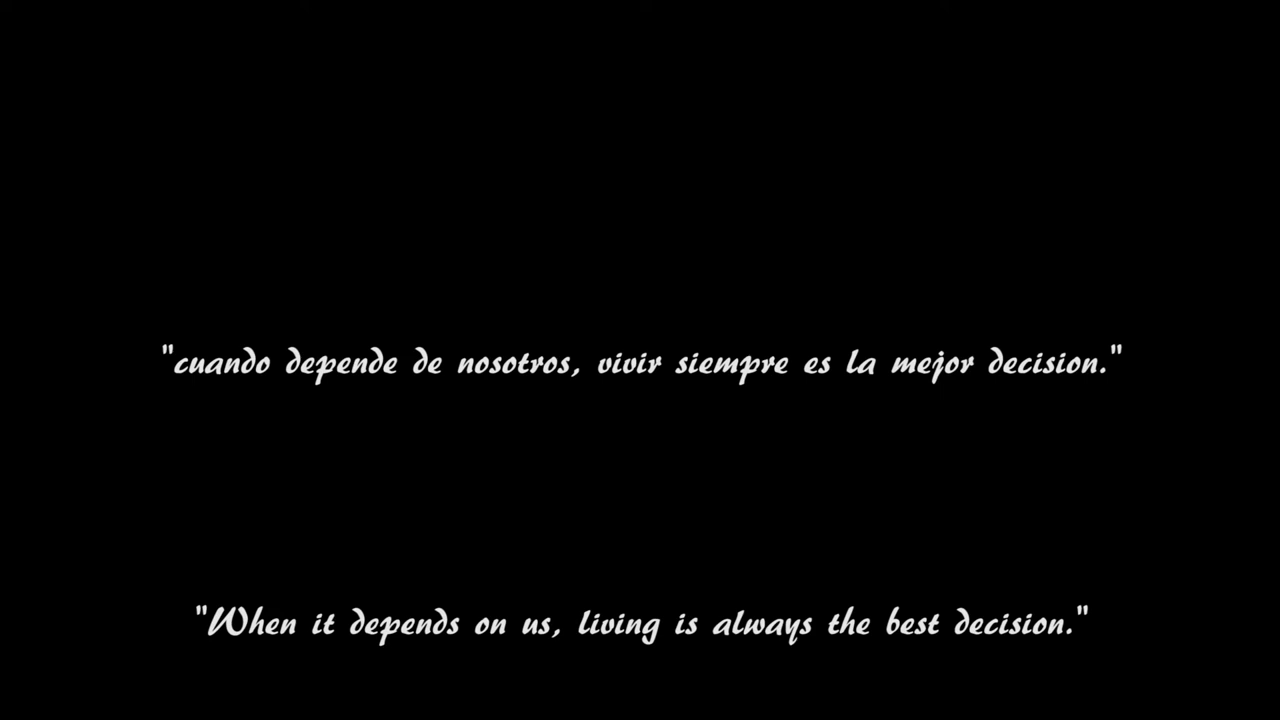 "cuando depende de nosotros, vivir siempre es la mejor decision."
"When it depends on us, living is always the best decision."